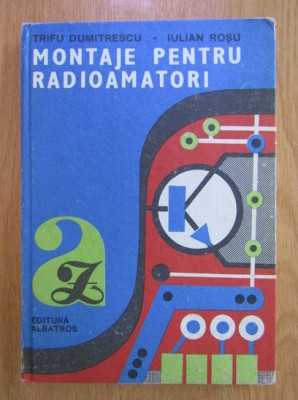 TRIFU DUMITRESCU • IULIAN ROȘU
MONTAJE PENTRU
RADIOAMATORI
a
Z
EDITURA
ALBATROS